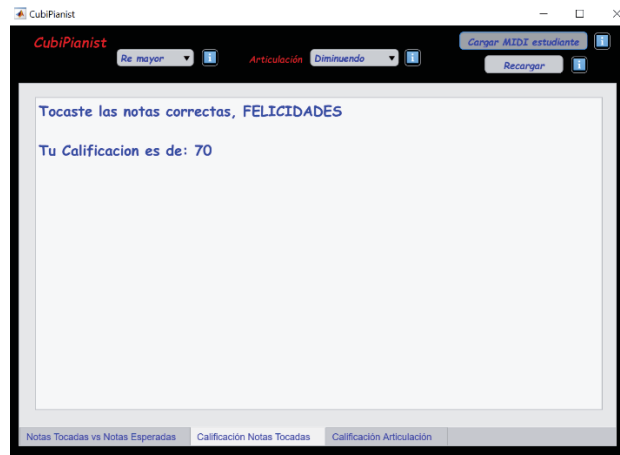 CubiPianist
CubiPianist
Re mayor
Articulación
Diminuendo
Cargar MIDI estudiante
Recargar
Tocaste las notas correctas, FELICIDADES
Tu Calificacion es de: 70
Notas Tocadas vs Notas Esperadas
Calificación Notas Tocadas
Calificación Articulación